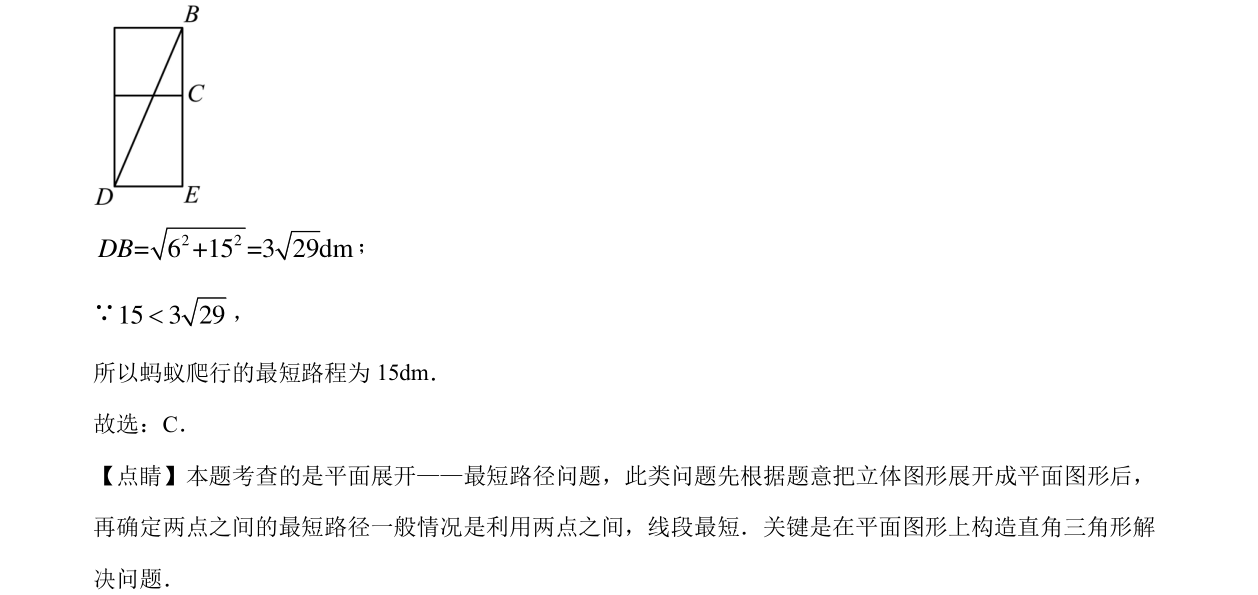 B
C
D
E
DB=√(6²+15²)=3√29dm；
∵15<3√29，
所以蚂蚁爬行的最短路程为 15dm．
故选：C．
【点睛】本题考查的是平面展开——最短路径问题，此类问题先根据题意把立体图形展开成平面图形后，
再确定两点之间的最短路径一般情况是利用两点之间，线段最短．关键是在平面图形上构造直角三角形解
决问题．